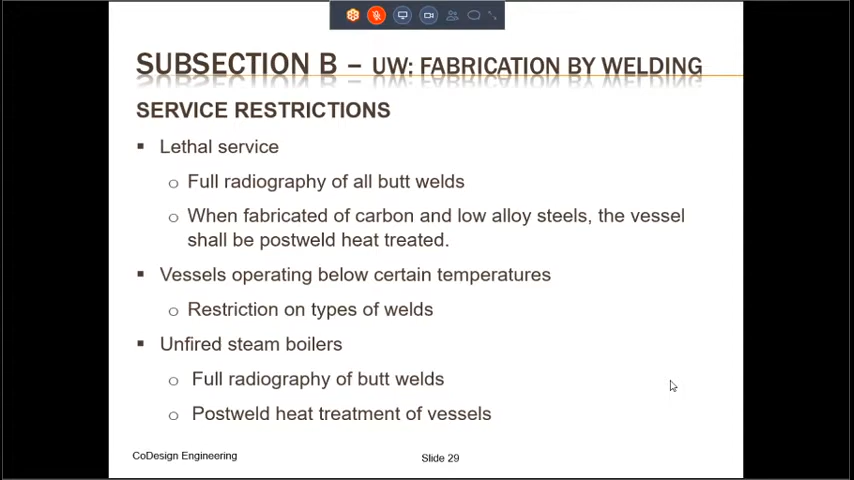 SUBSECTION B – UW: FABRICATION BY WELDING
SERVICE RESTRICTIONS
▪ Lethal service
o Full radiography of all butt welds
o When fabricated of carbon and low alloy steels, the vessel
shall be postweld heat treated.
▪ Vessels operating below certain temperatures
o Restriction on types of welds
▪ Unfired steam boilers
o Full radiography of butt welds
o Postweld heat treatment of vessels
CoDesign Engineering
Slide 29